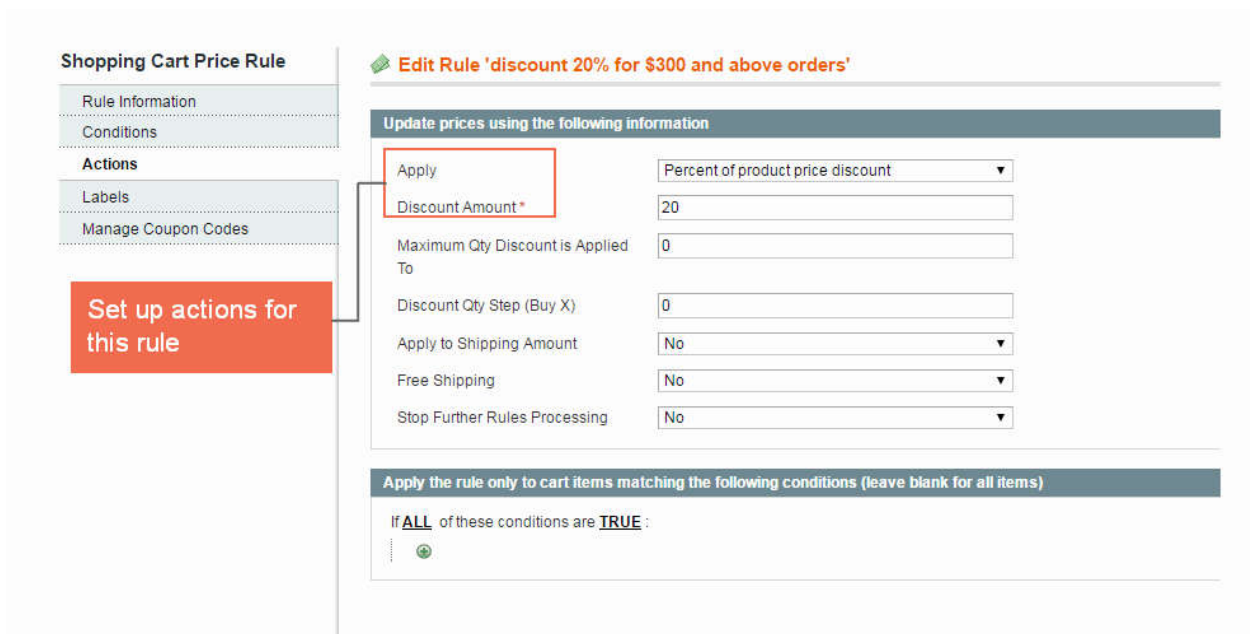 Shopping Cart Price Rule
Rule Information
Conditions
Actions
Labels
Manage Coupon Codes
Set up actions for
this rule
Edit Rule 'discount 20% for $300 and above orders'
Update prices using the following information
Apply
Percent of product price discount
Discount Amount *
20
Maximum Qty Discount is Applied
To
0
Discount Qty Step (Buy X)
0
Apply to Shipping Amount
No
Free Shipping
No
Stop Further Rules Processing
No
Apply the rule only to cart items matching the following conditions (leave blank for all items)
If ALL of these conditions are TRUE :